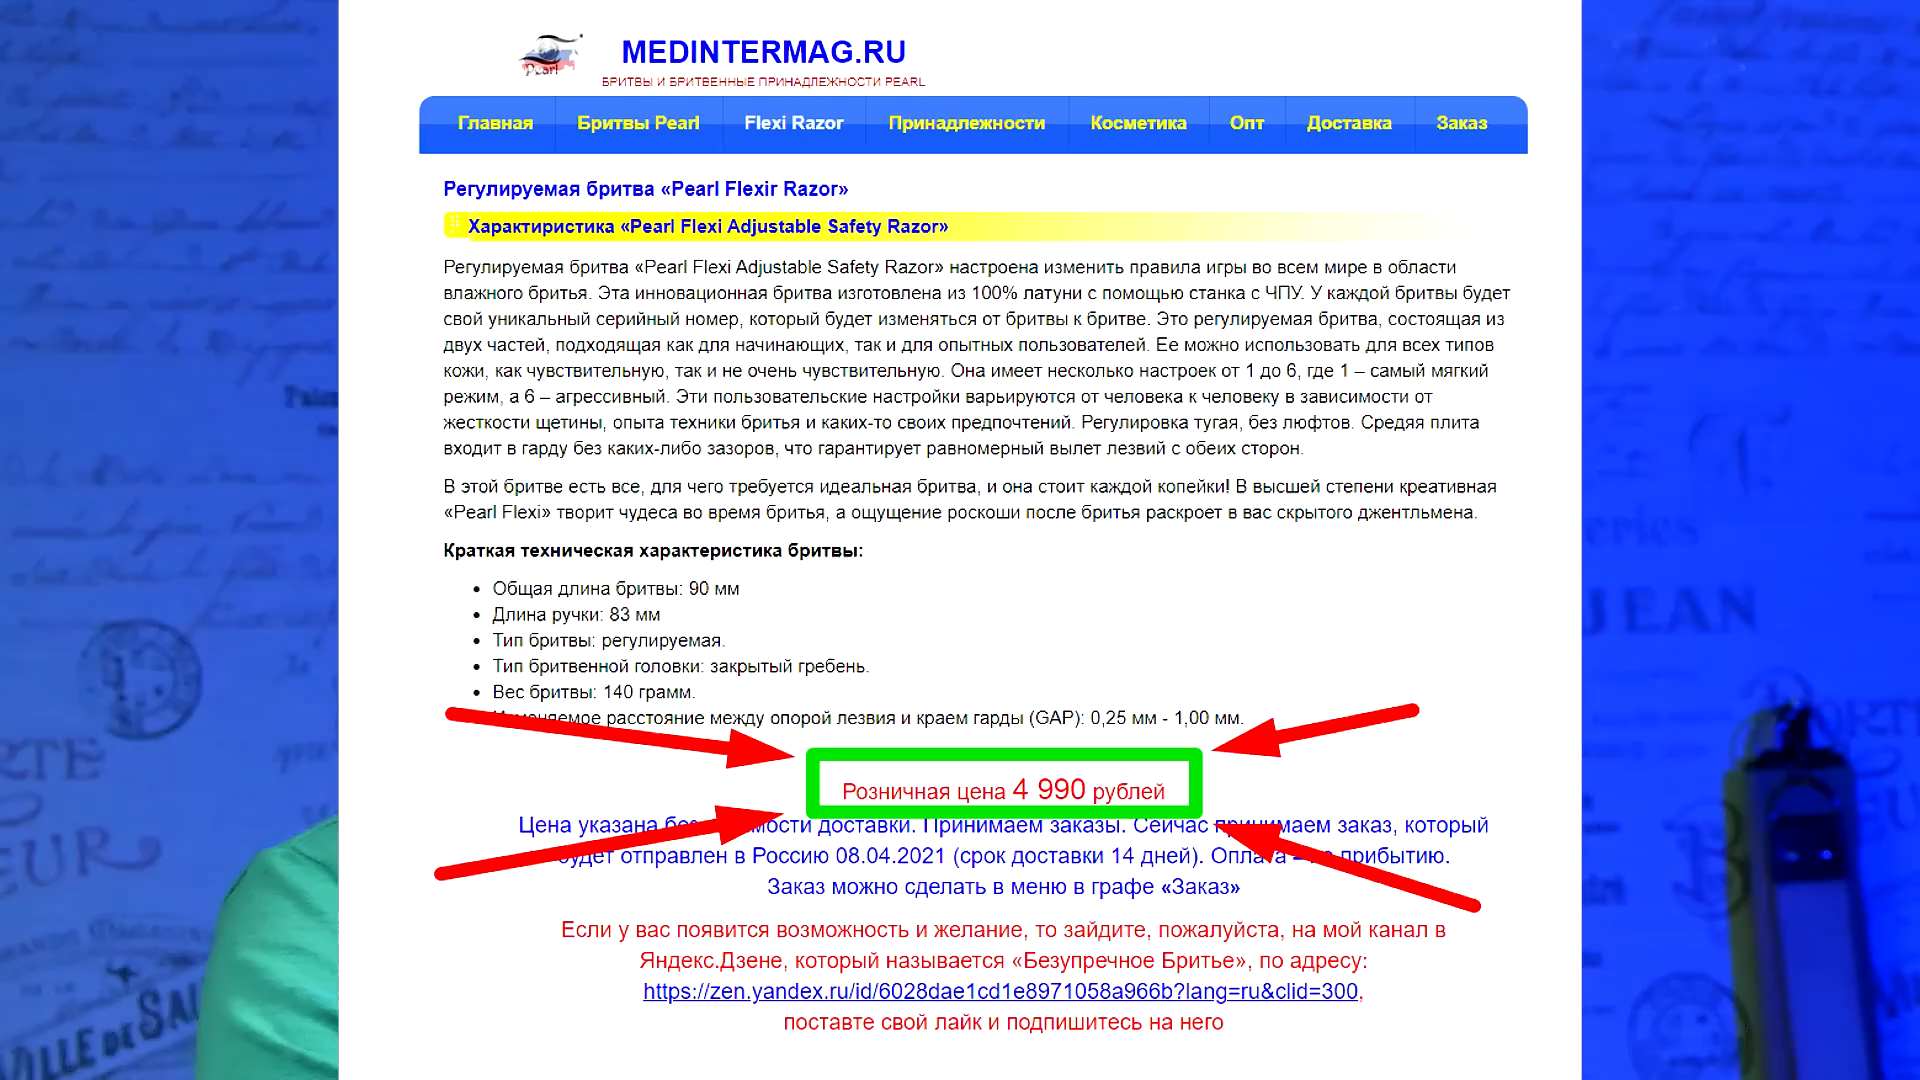 Pearl
MEDINTERMAG.RU
БРИТВЫ И БРИТВЕННЫЕ ПРИНАДЛЕЖНОСТИ PEARL
Главная Бритвы Pearl Flexi Razor Принадлежности Косметика Опт Доставка Заказ
Регулируемая бритва «Pearl Flexir Razor»
Характиристика «Pearl Flexi Adjustable Safety Razor»
Регулируемая бритва «Pearl Flexi Adjustable Safety Razor» настроена изменить правила игры во всем мире в области
влажного бритья. Эта инновационная бритва изготовлена из 100% латуни с помощью станка с ЧПУ. У каждой бритвы будет
свой уникальный серийный номер, который будет изменяться от бритвы к бритве. Это регулируемая бритва, состоящая из
двух частей, подходящая как для начинающих, так и для опытных пользователей. Ее можно использовать для всех типов
кожи, как чувствительную, так и не очень чувствительную. Она имеет несколько настроек от 1 до 6, где 1 – самый мягкий
режим, а 6 – агрессивный. Эти пользовательские настройки варьируются от человека к человеку в зависимости от
жесткости щетины, опыта техники бритья и каких-то своих предпочтений. Регулировка тугая, без люфтов. Средяя плита
входит в гарду без каких-либо зазоров, что гарантирует равномерный вылет лезвий с обеих сторон.
В этой бритве есть все, для чего требуется идеальная бритва, и она стоит каждой копейки! В высшей степени креативная
«Pearl Flexi» творит чудеса во время бритья, а ощущение роскоши после бритья раскроет в вас скрытого джентльмена.
Краткая техническая характеристика бритвы:
• Общая длина бритвы: 90 мм
• Длина ручки: 83 мм
• Тип бритвы: регулируемая.
• Тип бритвенной головки: закрытый гребень.
• Вес бритвы: 140 грамм.
Изменяемое расстояние между опорой лезвия и краем гарды (GAP): 0,25 мм - 1,00 мм.
Розничная цена 4 990 рублей
Цена указана без доставки. Принимаем заказы. Сейчас принимаем заказ, который
будет отправлен в Россию 08.04.2021 (срок доставки 14 дней). Оплата прибытию.
Заказ можно сделать в меню в графе «Заказ»
Если у вас появится возможность и желание, то зайдите, пожалуйста, на мой канал в
Яндекс.Дзене, который называется «Безупречное Бритье», по адресу:
https://zen.yandex.ru/id/6028dae1cd1e8971058a966b?lang=ru&clid=300,
поставте свой лайк и подпишитесь на него
JEAN
VILLE DE SAL